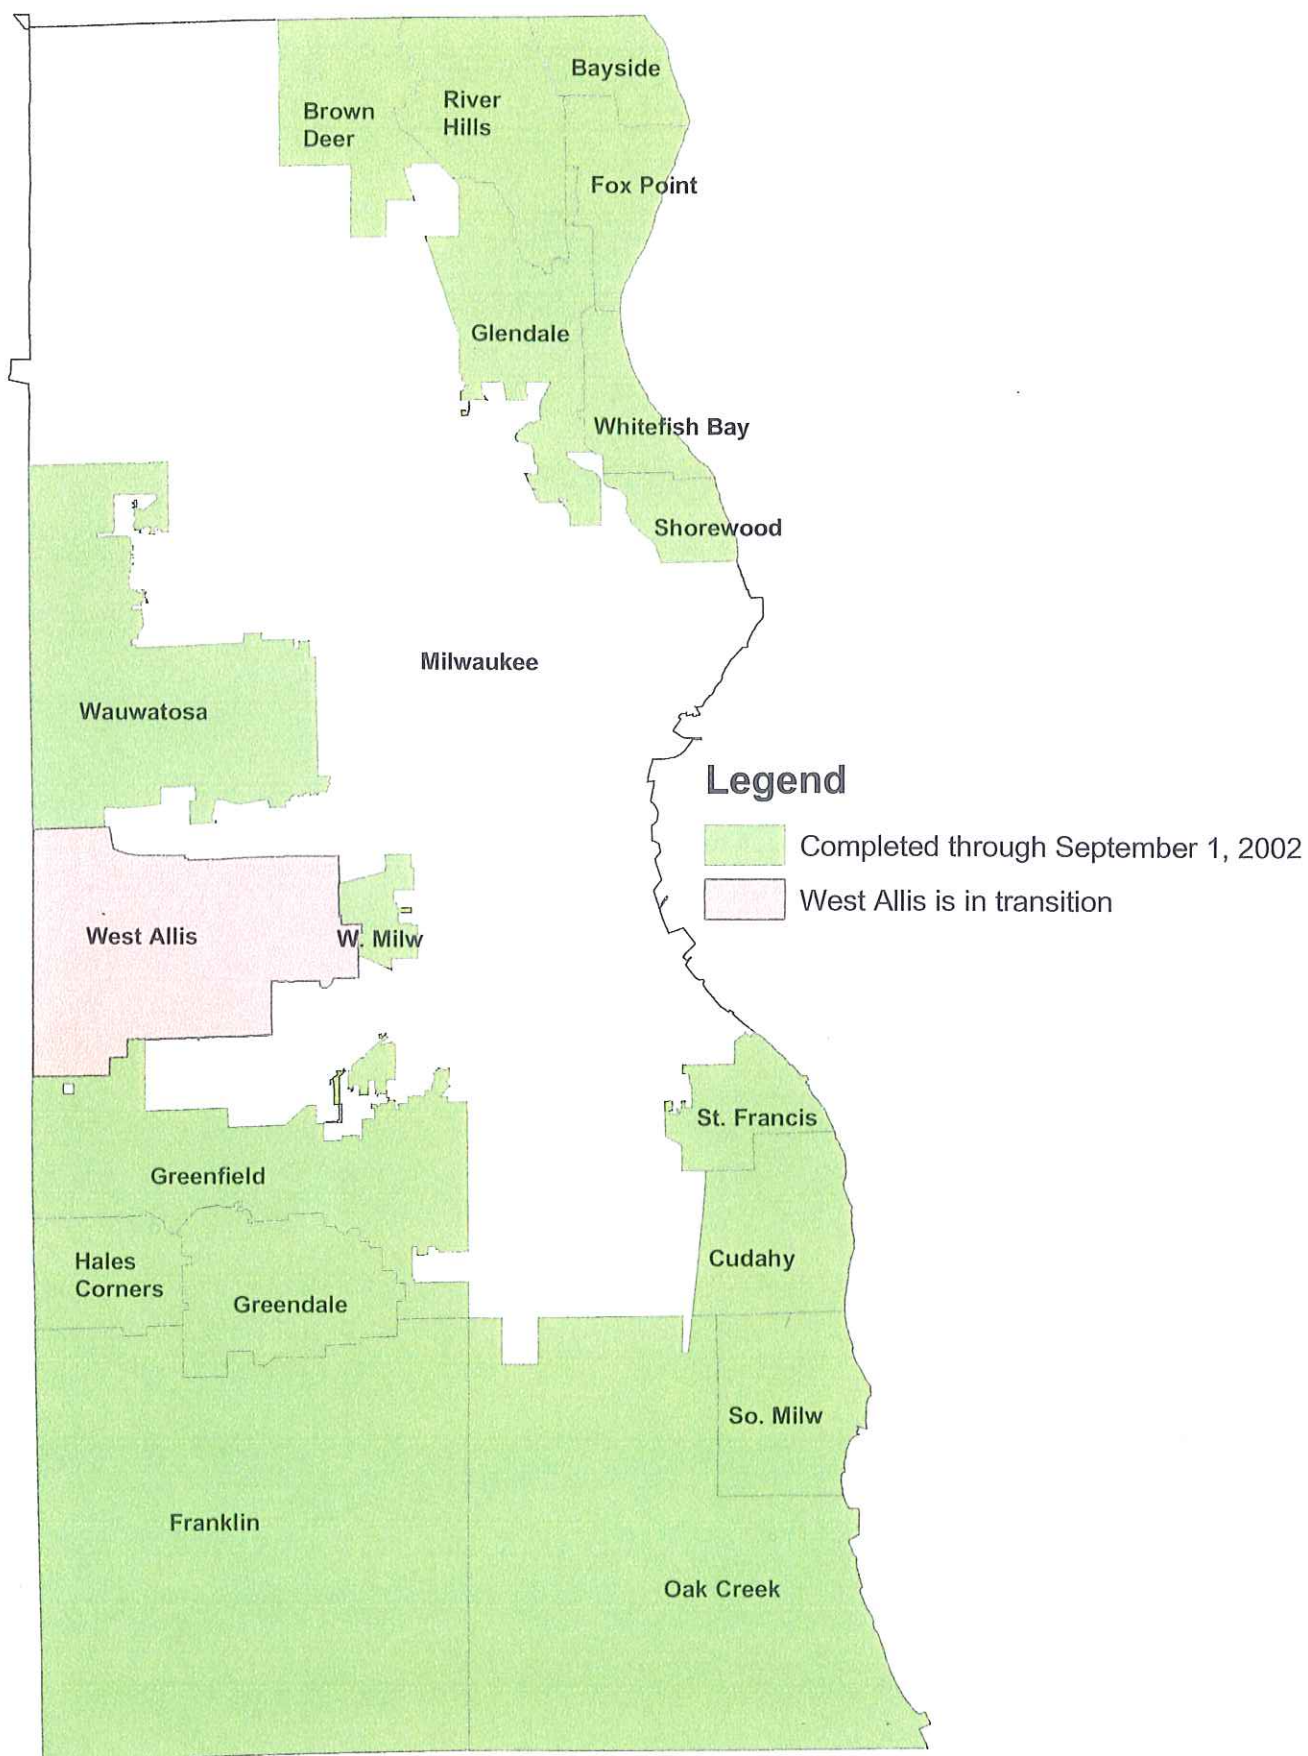 Bayside
River
Hills
Brown
Deer
Fox Point
Glendale
Whitefish Bay
Shorewood
Milwaukee
Wauwatosa
Legend
Completed through September 1, 2002
West Allis is in transition
West Allis
W. Milw
St. Francis
Greenfield
Hales
Corners
Cudahy
Greendale
So. Milw
Franklin
Oak Creek